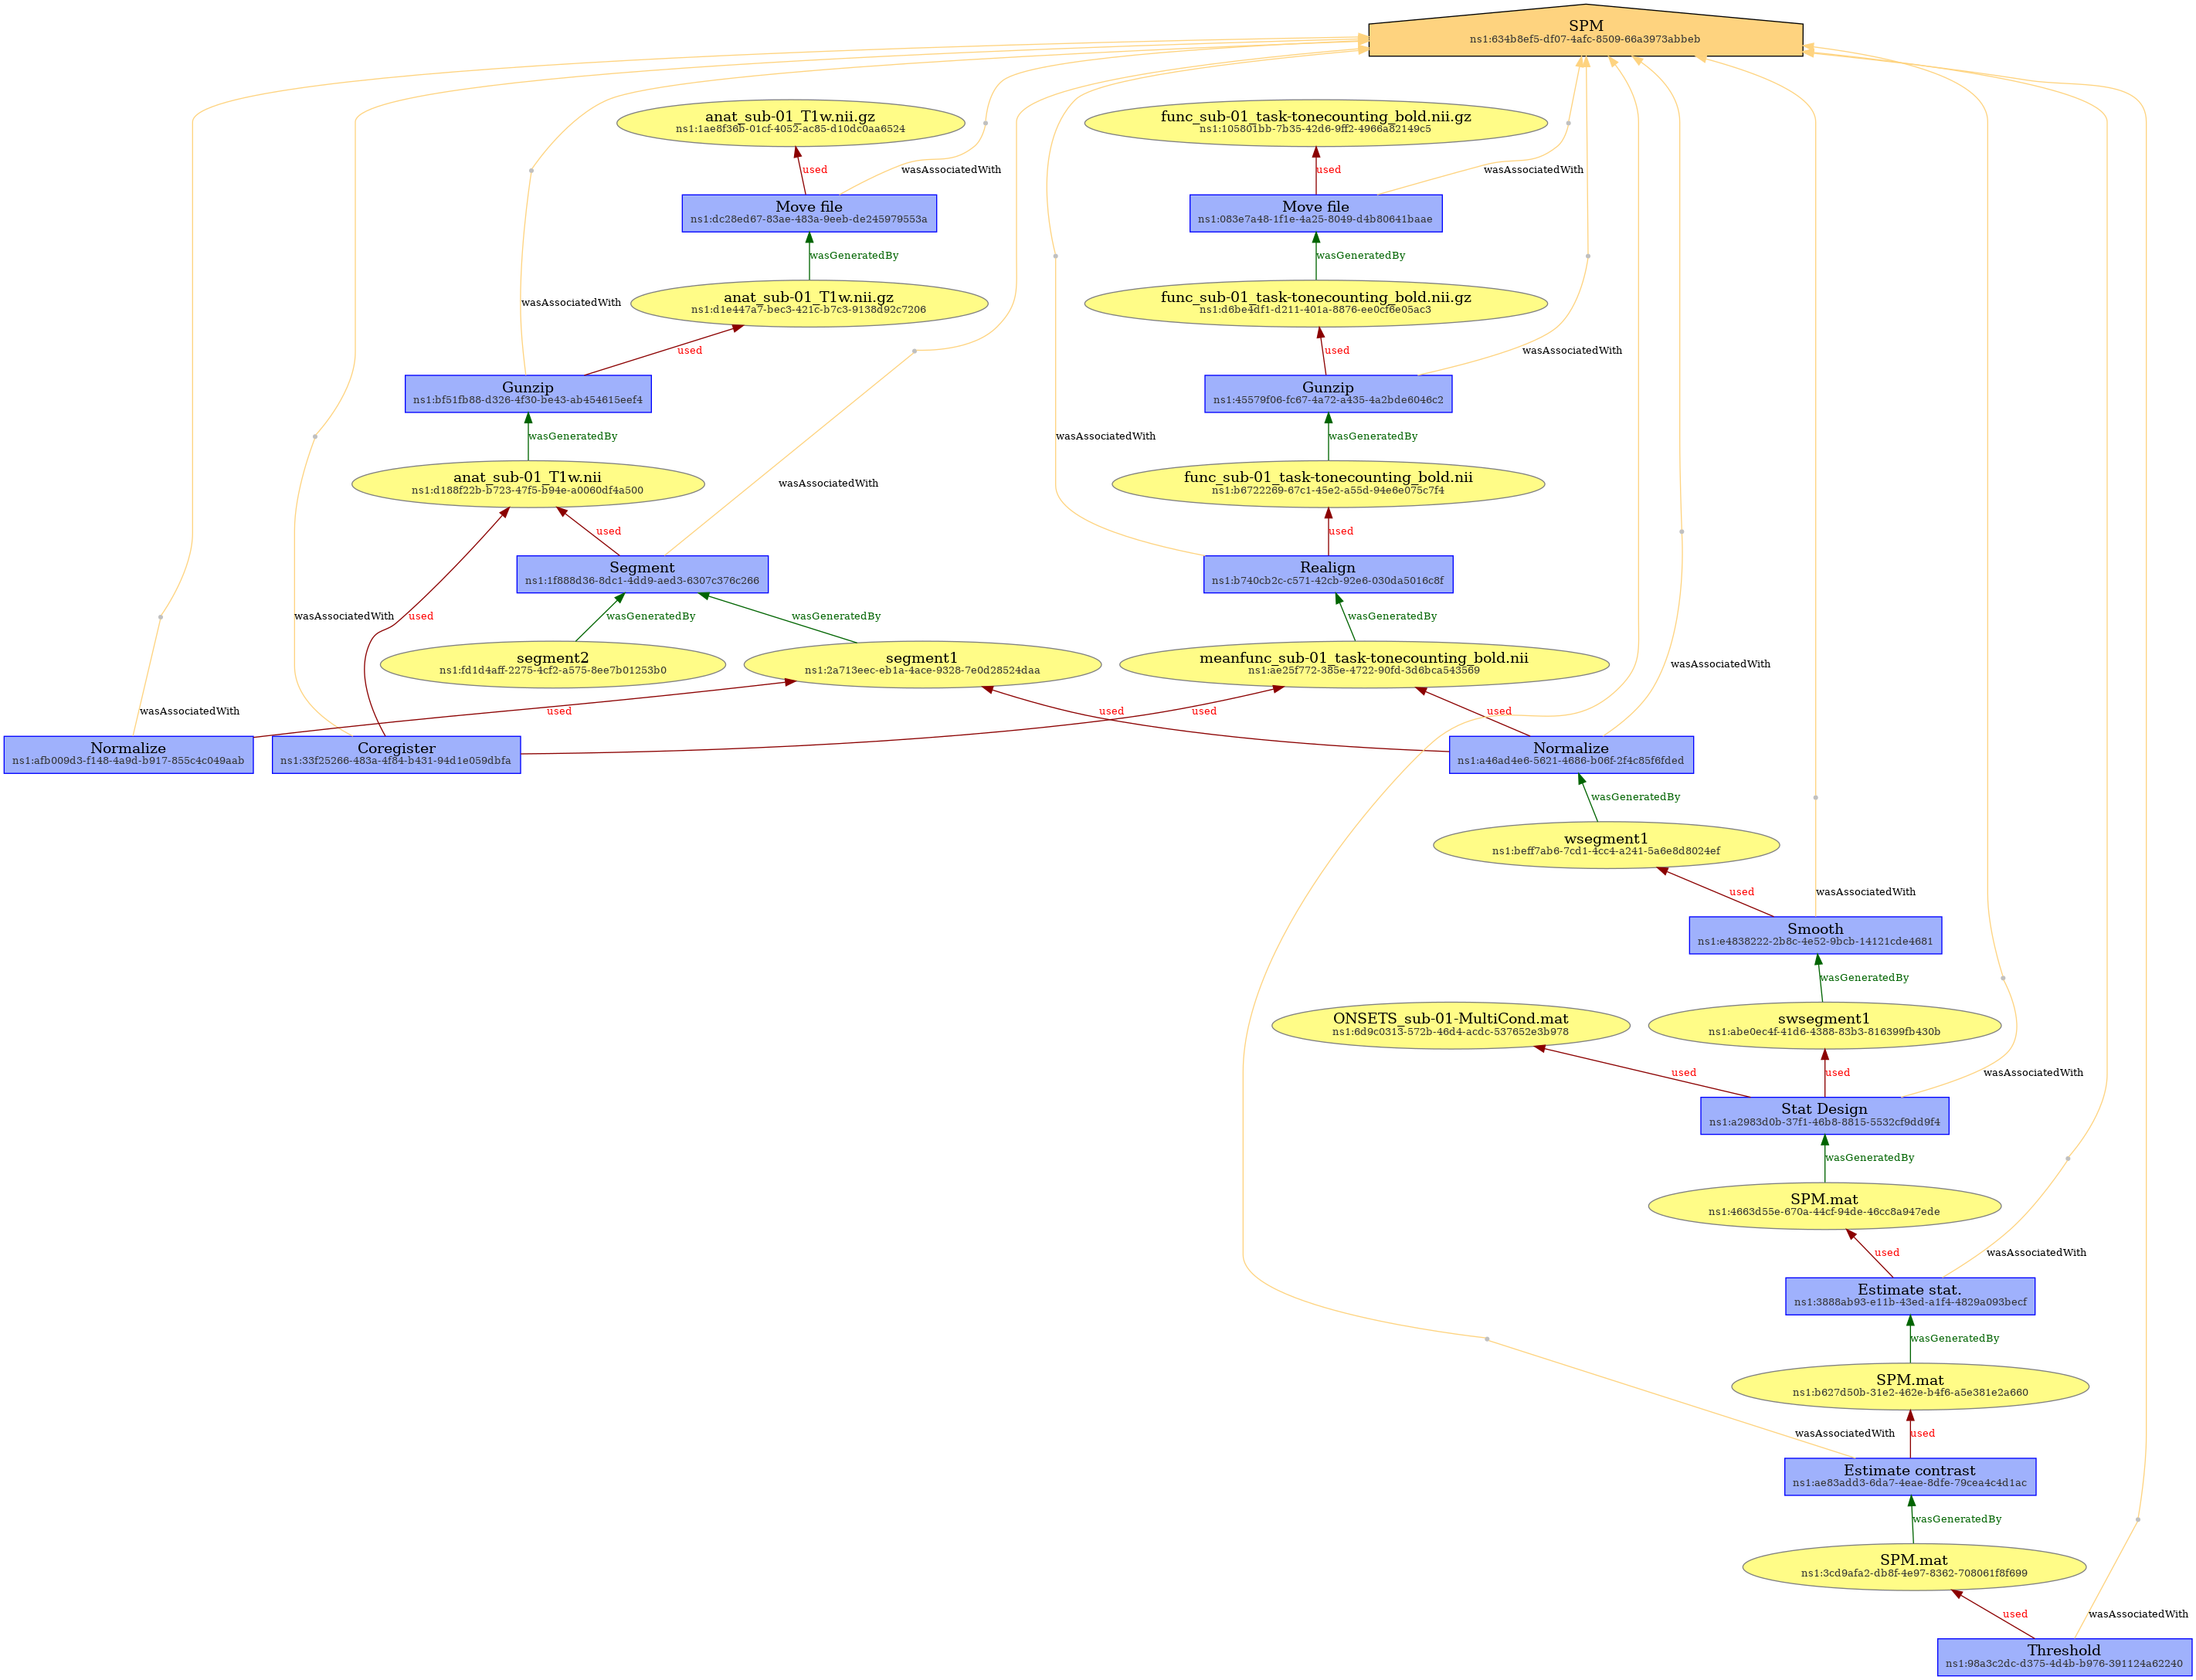 SPM
ns1:634b8ef5-df07-4afc-8509-66a3973abbeb
anat_sub-01_T1w.nii.gz
ns1:1ae8f36b-01cf-4052-ac85-d10dc0aa6524
func_sub-01_task-tonecounting_bold.nii.gz
ns1:105801bb-7b35-42d6-9ff2-4966a82149c5
used
wasAssociatedWith
used
wasAssociatedWith
Move file
ns1:dc28ed67-83ae-483a-9eeb-de245979553a
Move file
ns1:083e7a48-1f1e-4a25-8049-d4b80641baae
wasGeneratedBy
wasGeneratedBy
wasAssociatedWith
anat_sub-01_T1w.nii.gz
ns1:d1e447a7-bec3-421c-b7c3-9138d92c7206
func_sub-01_task-tonecounting_bold.nii.gz
ns1:d6be4df1-d211-401a-8876-ee0cf6e05ac3
used
used
wasAssociatedWith
Gunzip
ns1:bf51fb88-d326-4f30-be43-ab454615eef4
Gunzip
ns1:45579f06-fc67-4a72-a435-4a2bde6046c2
wasGeneratedBy
wasAssociatedWith
wasGeneratedBy
anat_sub-01_T1w.nii
ns1:d188f22b-b723-47f5-b94e-a0060df4a500
wasAssociatedWith
func_sub-01_task-tonecounting_bold.nii
ns1:b6722269-67c1-45e2-a55d-94e6e075c7f4
used
used
Segment
ns1:1f888d36-8dc1-4dd9-aed3-6307c376c266
Realign
ns1:b740cb2c-c571-42cb-92e6-030da5016c8f
wasAssociatedWith
used
wasGeneratedBy
wasGeneratedBy
wasGeneratedBy
segment2
ns1:fd1d4aff-2275-4cf2-a575-8ee7b01253b0
segment1
ns1:2a713eec-eb1a-4ace-9328-7e0d28524daa
meanfunc_sub-01_task-tonecounting_bold.nii
ns1:ae25f772-385e-4722-90fd-3d6bca543569
wasAssociatedWith
wasAssociatedWith
used
used
used
used
Normalize
ns1:afb009d3-f148-4a9d-b917-855c4c049aab
Coregister
ns1:33f25266-483a-4f84-b431-94d1e059dbfa
Normalize
ns1:a46ad4e6-5621-4686-b06f-2f4c85f6fded
wasGeneratedBy
wsegment1
ns1:beff7ab6-7cd1-4cc4-a241-5a6e8d8024ef
used
wasAssociatedWith
Smooth
ns1:e4838222-2b8c-4e52-9bcb-14121cde4681
wasGeneratedBy
ONSETS_sub-01-MultiCond.mat
ns1:6d9c0313-572b-46d4-acdc-537652e3b978
swsegment1
ns1:abe0ec4f-41d6-4388-83b3-816399fb430b
used
used
wasAssociatedWith
Stat Design
ns1:a2983d0b-37f1-46b8-8815-5532cf9dd9f4
wasGeneratedBy
SPM.mat
ns1:4663d55e-670a-44cf-94de-46cc8a947ede
used
wasAssociatedWith
Estimate stat.
ns1:3888ab93-e11b-43ed-a1f4-4829a093becf
wasGeneratedBy
SPM.mat
ns1:b627d50b-31e2-462e-b4f6-a5e381e2a660
wasAssociatedWith
used
Estimate contrast
ns1:ae83add3-6da7-4eae-8dfe-79cea4c4d1ac
wasGeneratedBy
SPM.mat
ns1:3cd9afa2-db8f-4e97-8362-708061f8f699
used
wasAssociatedWith
Threshold
ns1:98a3c2dc-d375-4d4b-b976-391124a62240